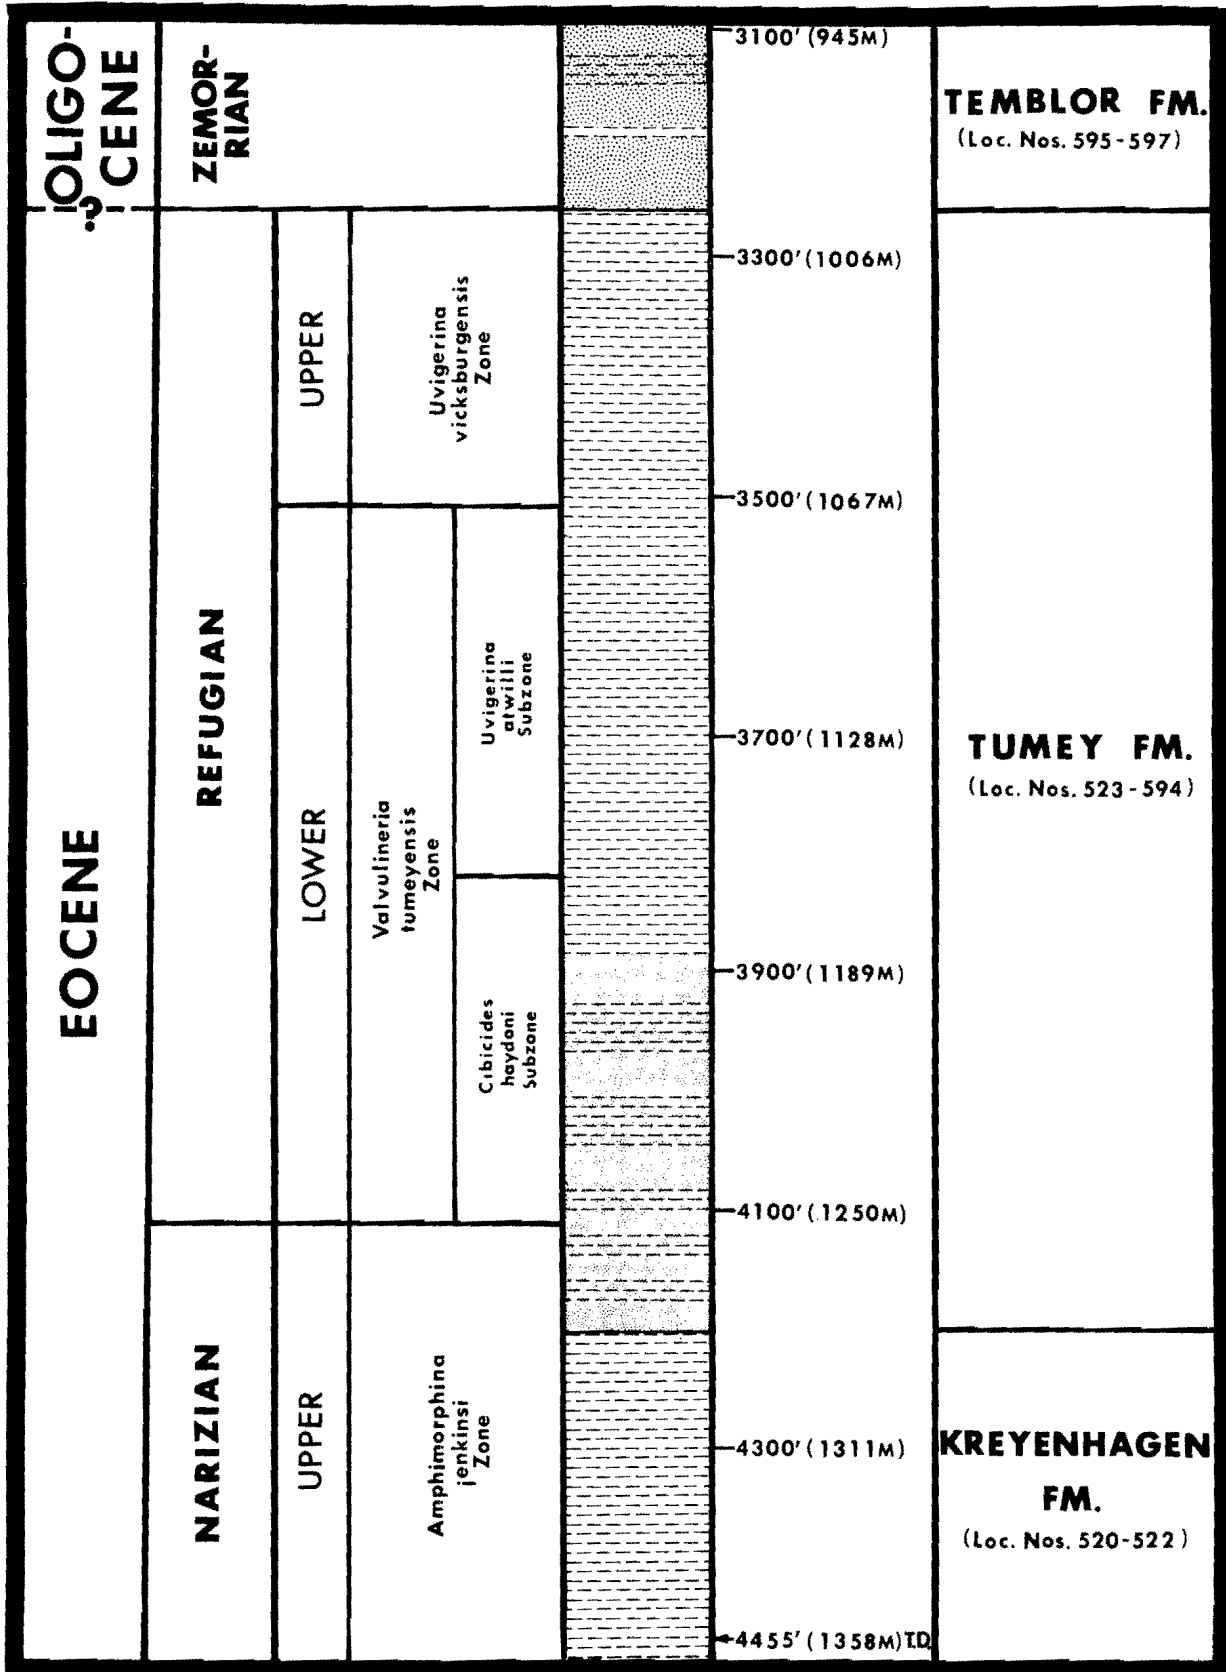 OLIGO-
CENE
?
EOCENE
ZEMOR-
RIAN
REFUGIAN
NARIZIAN
UPPER
LOWER
UPPER
Uvigerina
vicksburgensis
Zone
Valvulineria
tumeyensis
Zone
Uvigerina
atwilli
Subzone
Cibicides
haydoni
Subzone
Amphimorphina
jenkinsi
Zone
3100' (945M)
3300' (1006M)
3500' (1067M)
3700' (1128M)
3900' (1189M)
4100' (1250M)
4300' (1311M)
4455' (1358M) T.D.
TEMBLOR FM.
(Loc. Nos. 595-597)
TUMEY FM.
(Loc. Nos. 523-594)
KREYENHAGEN
FM.
(Loc. Nos. 520-522)